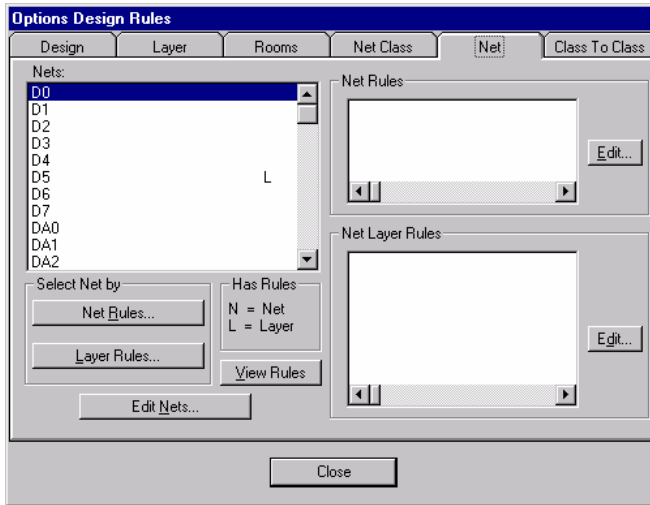 Options Design Rules
Design
Layer
Rooms
Net Class
Net
Class To Class
Nets:
D0
D1
D2
D3
D4
D5 L
D6
D7
DA0
DA1
DA2
Net Rules
Edit...
Net Layer Rules
Edit...
Select Net by
Net Rules...
Layer Rules...
Has Rules
N = Net
L = Layer
View Rules
Edit Nets...
Close